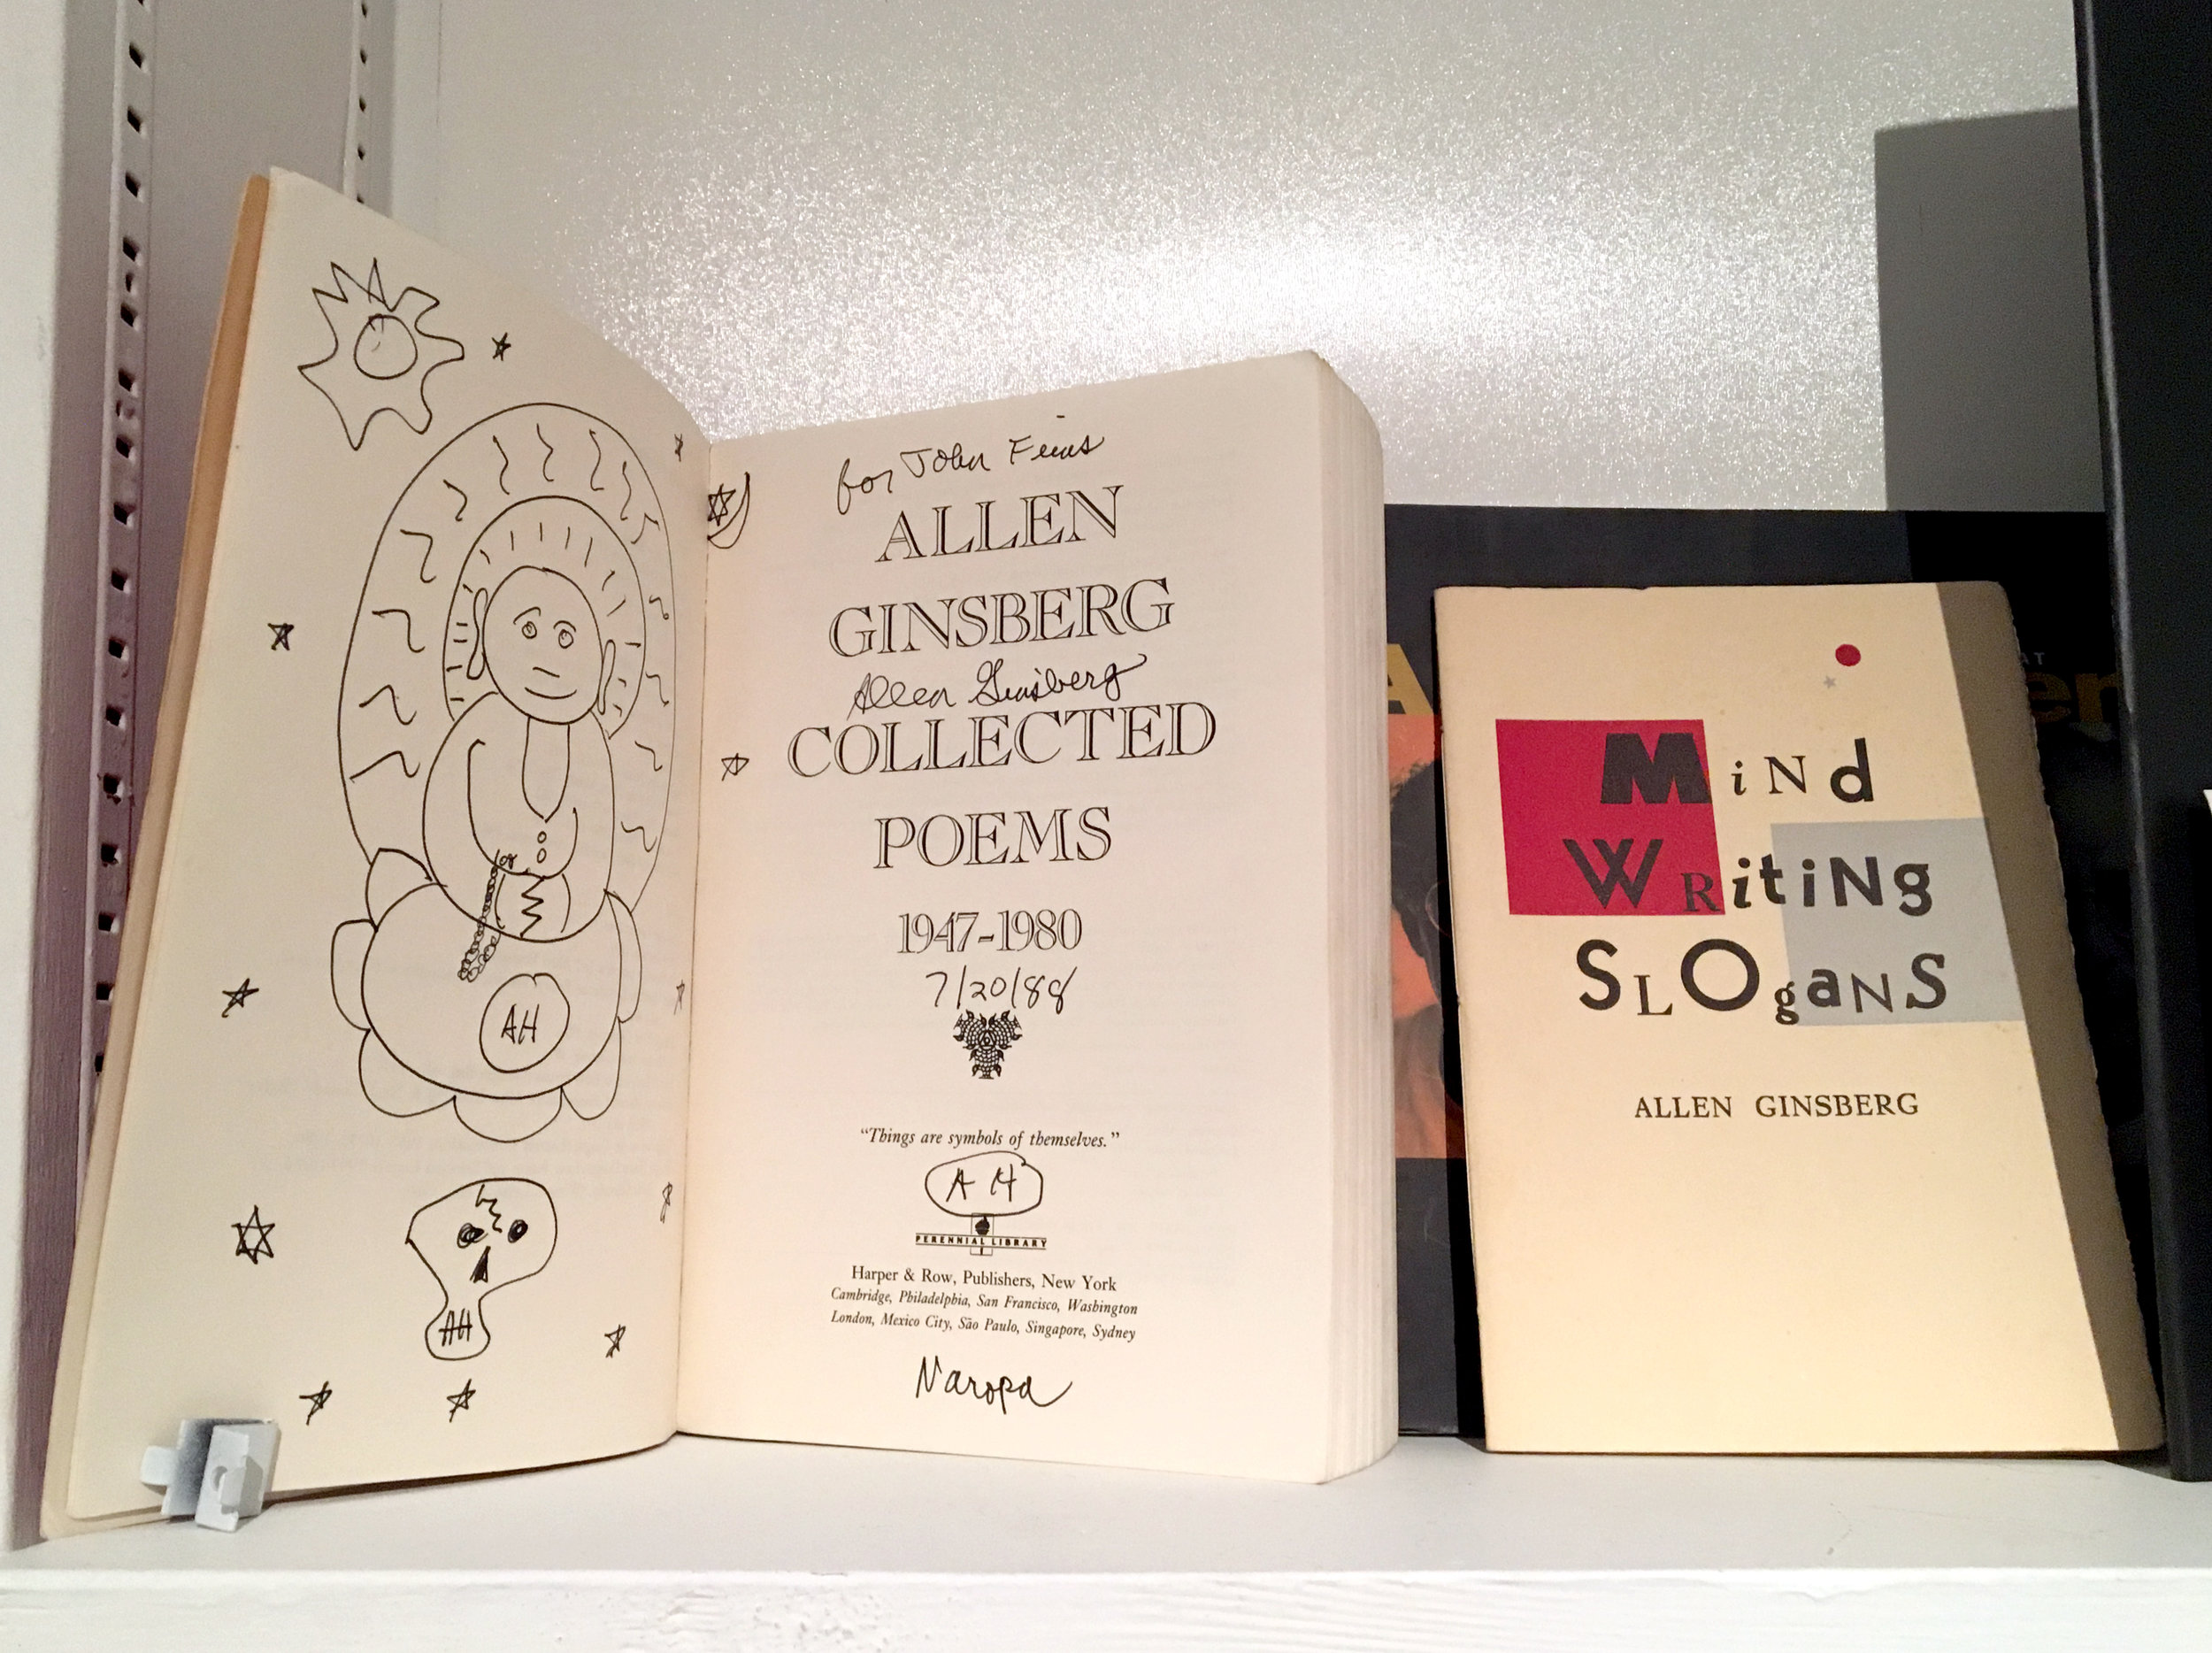 for John Feins
ALLEN
GINSBERG
Allen Ginsberg
COLLECTED
POEMS
1947-1980
7/20/88
"Things are symbols of themselves."
AH
PERENNIAL LIBRARY
Harper & Row, Publishers, New York
Cambridge, Philadelphia, San Francisco, Washington
London, Mexico City, São Paulo, Singapore, Sydney
Naropa
AH
AH
MiNd
WRitiNg
SLOgaNS
ALLEN GINSBERG
A
AT
en